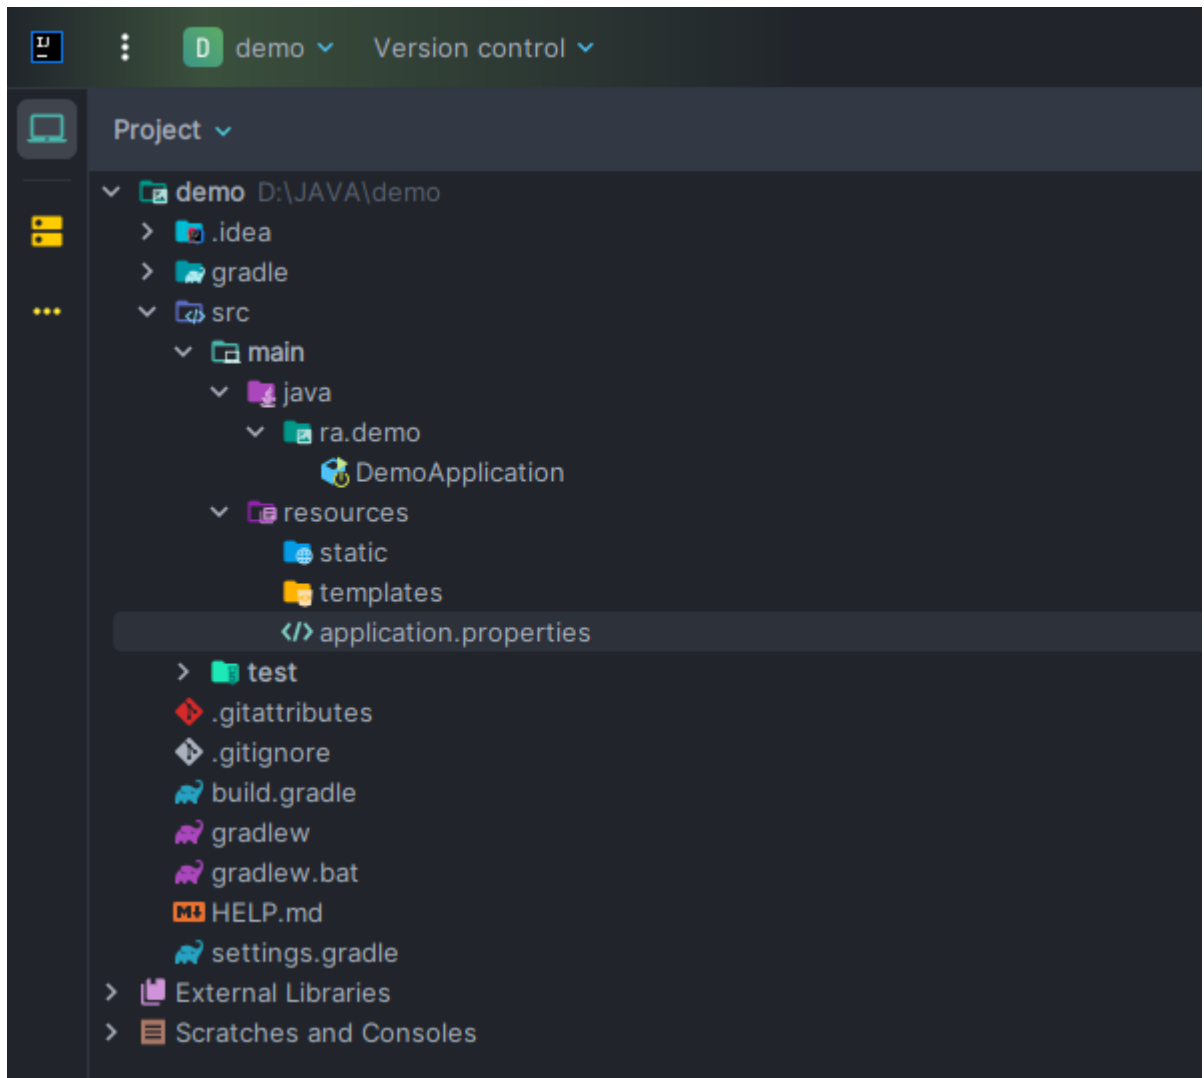 IJ
D demo Version control
Project
demo D:\JAVA\demo
.idea
gradle
src
main
java
ra.demo
DemoApplication
resources
static
templates
</> application.properties
test
.gitattributes
.gitignore
build.gradle
gradlew
gradlew.bat
M↓ HELP.md
settings.gradle
External Libraries
Scratches and Consoles